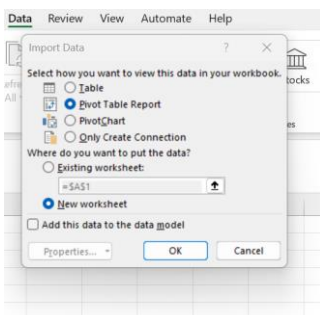 Data Review View Automate Help
Import Data ? ×
Select how you want to view this data in your workbook.
Table
Pivot Table Report
PivotChart
Only Create Connection
Where do you want to put the data?
Existing worksheet:
=$A$1
New worksheet
Add this data to the data model
Properties...
OK
Cancel